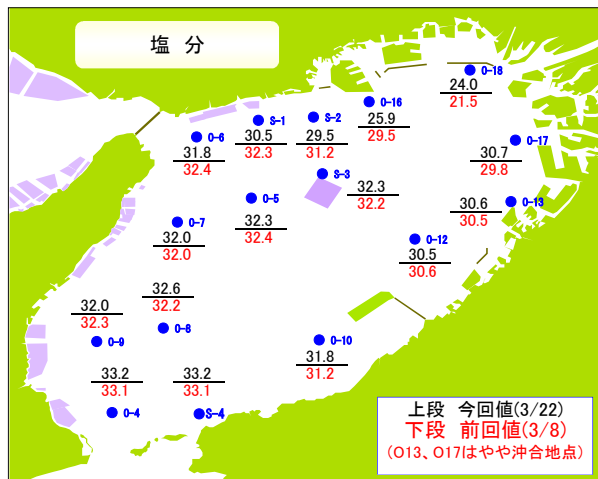 塩 分
O-18
24.0
21.5
O-16
25.9
29.5
S-1
30.5
32.3
S-2
29.5
31.2
O-6
31.8
32.4
O-17
30.7
29.8
S-3
32.3
32.2
O-5
32.3
32.4
O-13
30.6
30.5
O-7
32.0
32.0
O-12
30.5
30.6
32.6
32.2
O-8
32.0
32.3
O-9
O-10
31.8
31.2
33.2
33.1
O-4
33.2
33.1
S-4
上段 今回値(3/22)
下段 前回値(3/8)
(O13、O17はやや沖合地点)